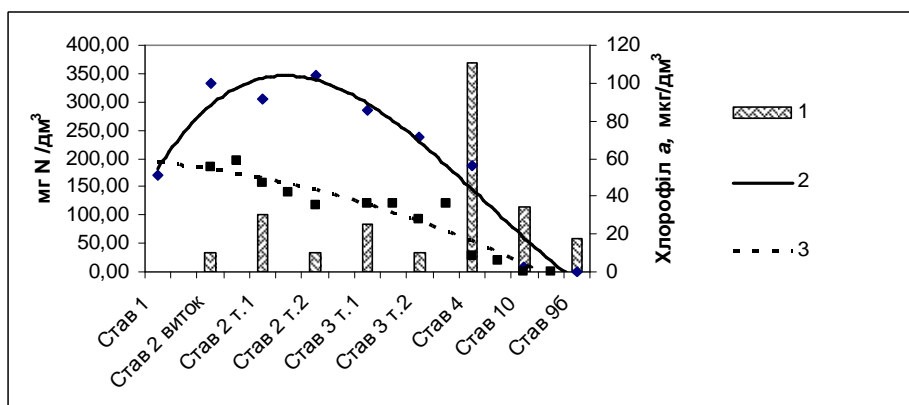 мг N /дм³
400,00
350,00
300,00
250,00
200,00
150,00
100,00
50,00
0,00
120
100
80
60
40
20
0
Хлорофіл а, мкг/дм³
Став 1
Став 2 виток
Став 2 т.1
Став 2 т.2
Став 3 т.1
Став 3 т.2
Став 4
Став 10
Став 9б
1
2
3